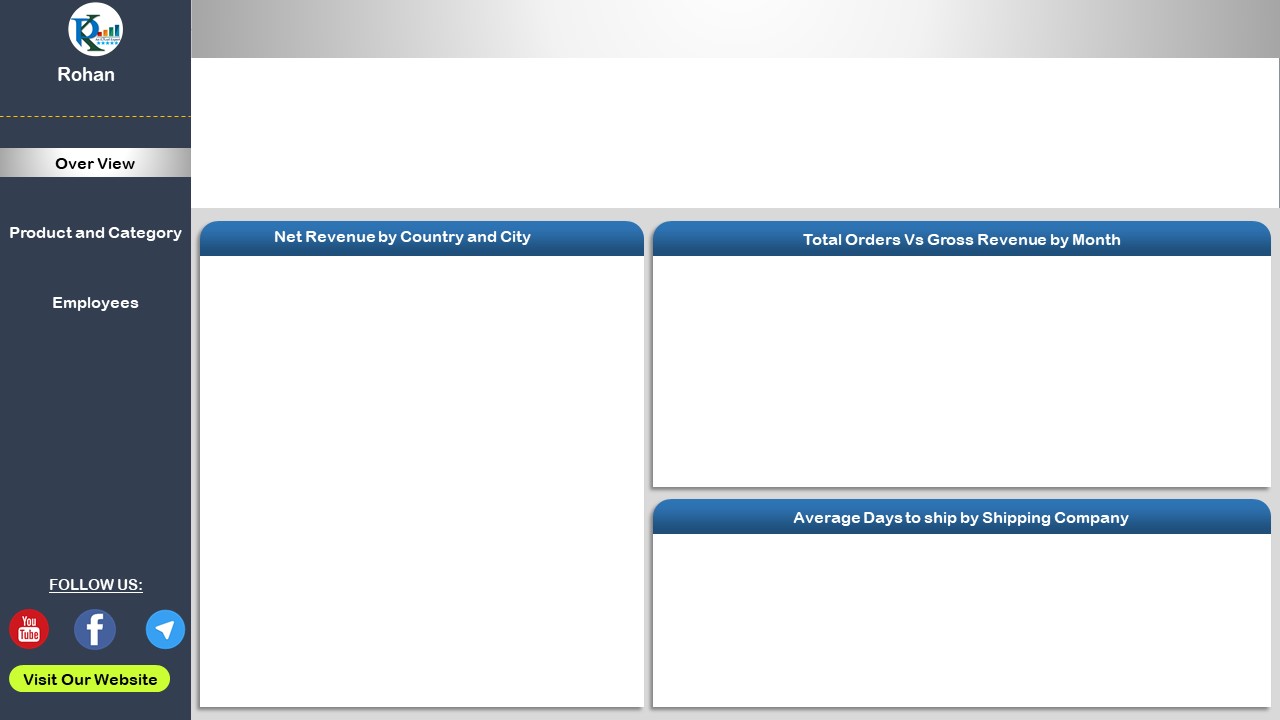 Rohan
Over View
Product and Category
Employees
FOLLOW US:
You
Tube
f
Visit Our Website
Net Revenue by Country and City
Total Orders Vs Gross Revenue by Month
Average Days to ship by Shipping Company